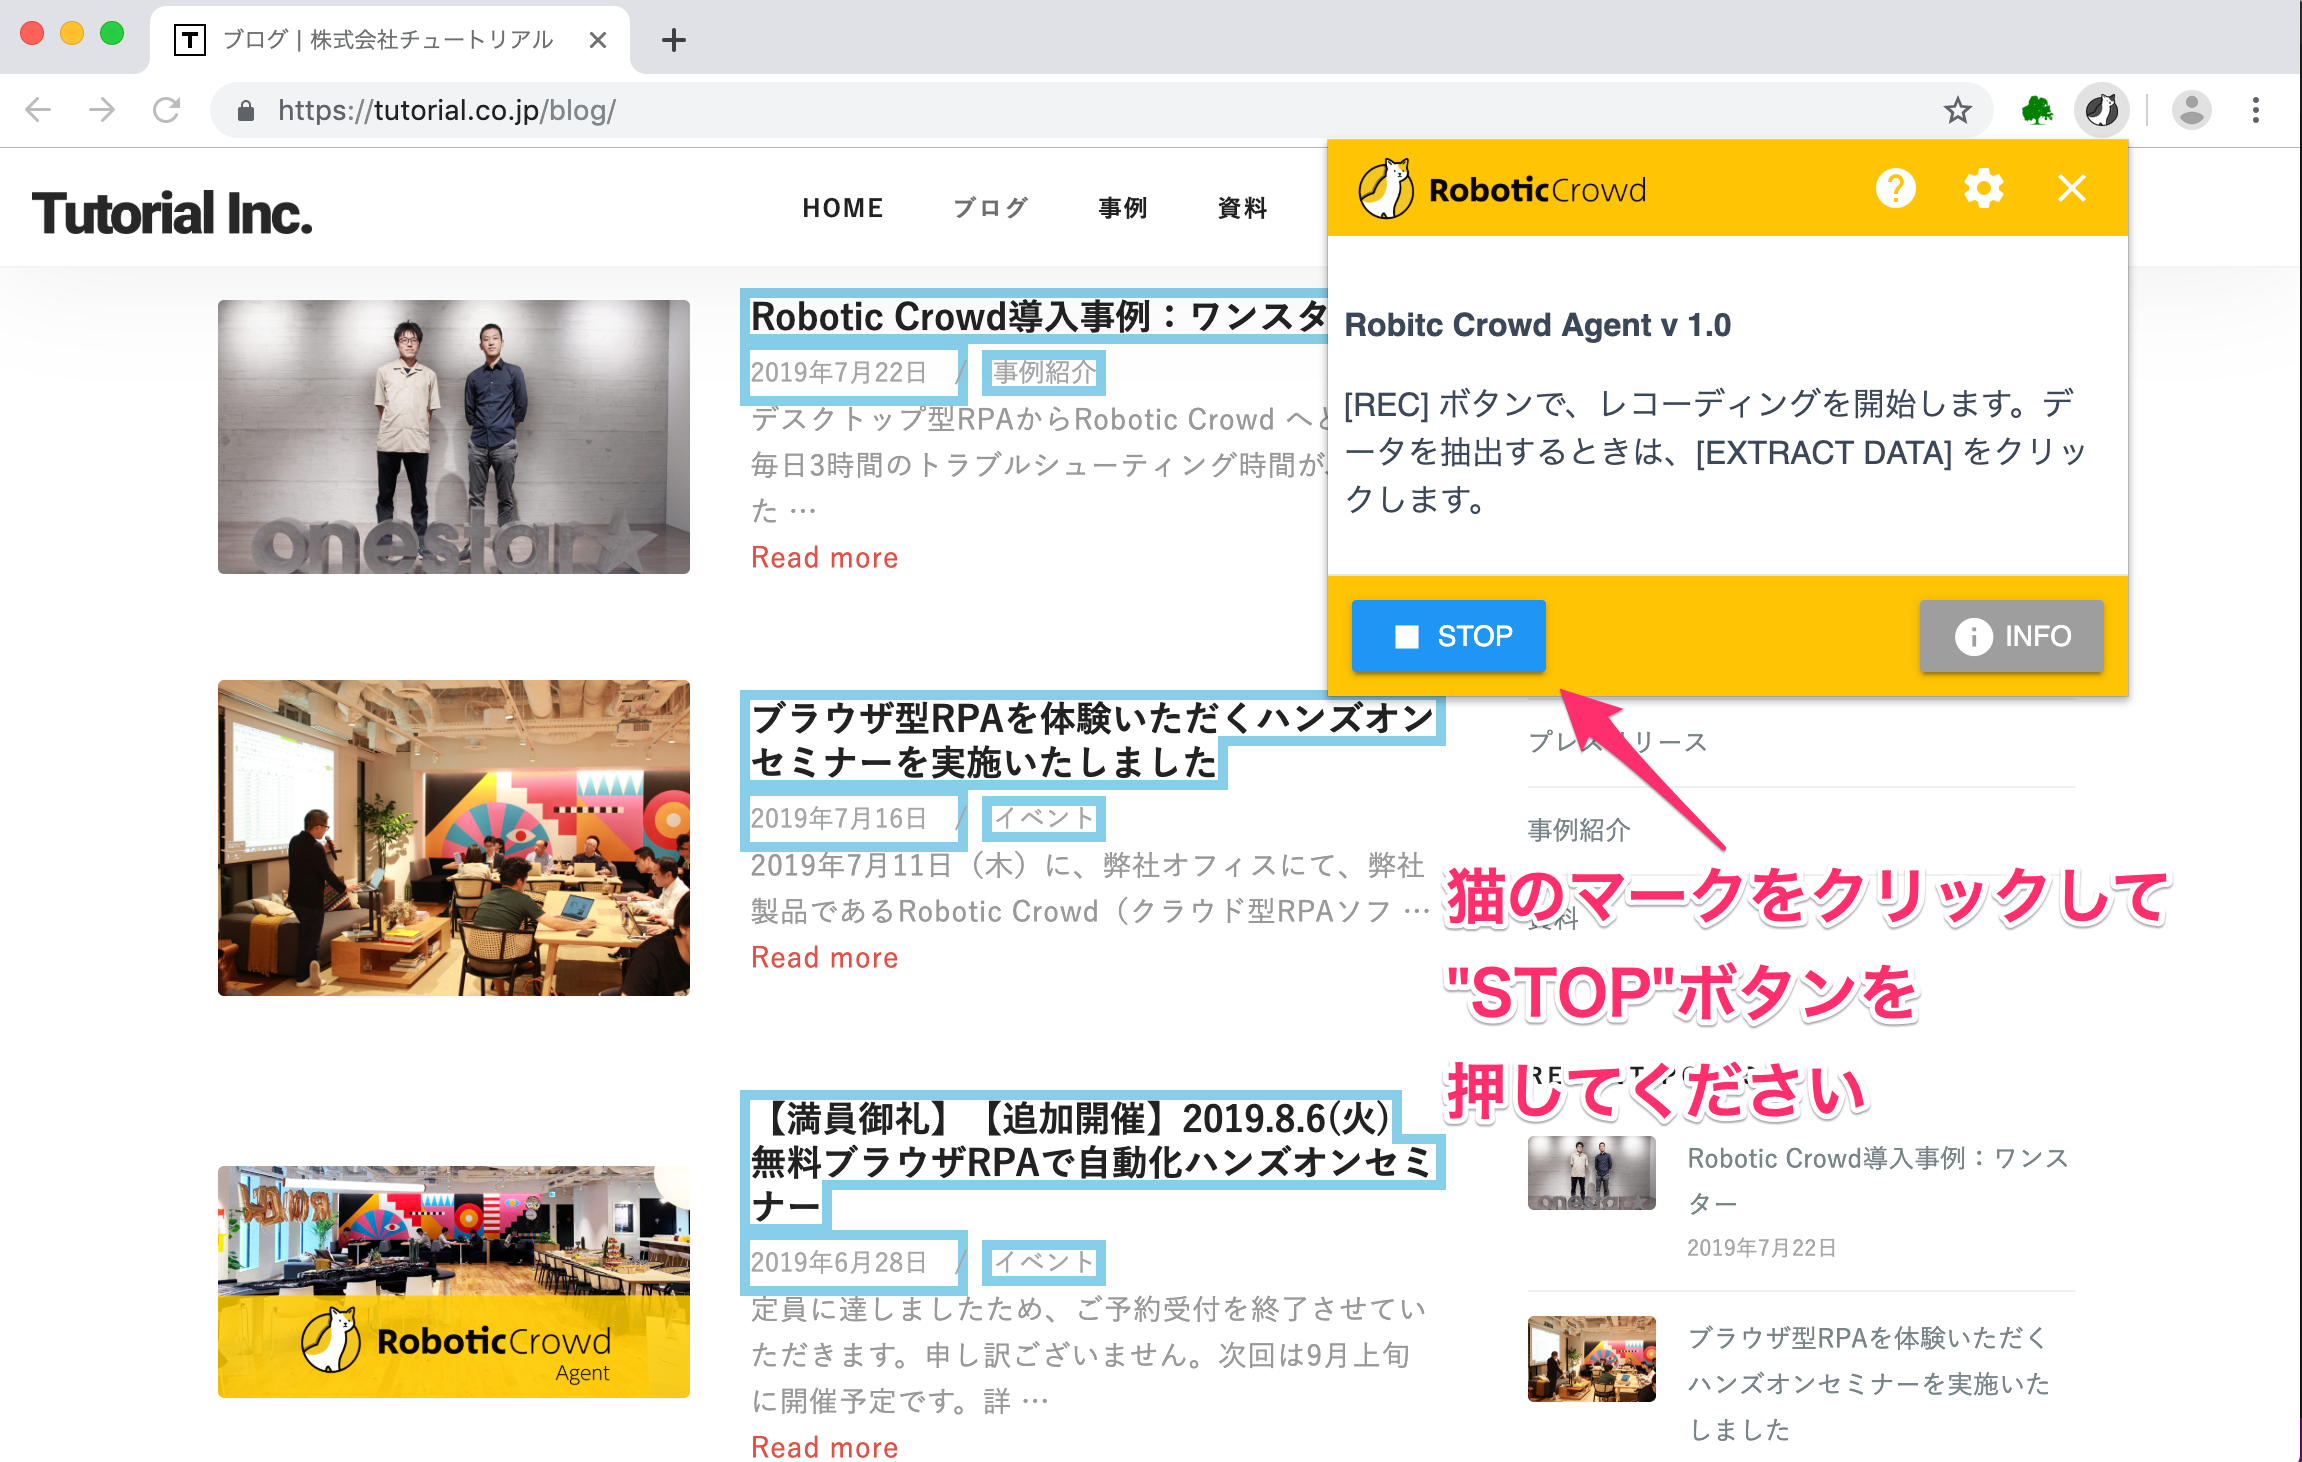 T ブログ | 株式会社チュートリアル
https://tutorial.co.jp/blog/
Tutorial Inc.
HOME ブログ 事例 資料
RoboticCrowd
Robitc Crowd Agent v 1.0
[REC] ボタンで、レコーディングを開始します。デ
ータを抽出するときは、[EXTRACT DATA] をクリッ
クします。
STOP
INFO
猫のマークをクリックして
"STOP"ボタンを
押してください
Robotic Crowd導入事例：ワンスタ
2019年7月22日 / 事例紹介
デスクトップ型RPAからRobotic Crowd へ
毎日3時間のトラブルシューティング時間が
た …
Read more
onestar
ブラウザ型RPAを体験いただくハンズオン
セミナーを実施いたしました
2019年7月16日 / イベント
2019年7月11日（木）に、弊社オフィスにて、弊社
製品であるRobotic Crowd（クラウド型RPAソフ …
Read more
【満員御礼】【追加開催】2019.8.6(火)
無料ブラウザRPAで自動化ハンズオンセミ
ナー
2019年6月28日 / イベント
定員に達しましたため、ご予約受付を終了させてい
ただきます。申し訳ございません。次回は9月上旬
に開催予定です。詳 …
Read more
RoboticCrowd
Agent
プレスリリース
事例紹介
資料
Robotic Crowd導入事例：ワンス
ター
2019年7月22日
onestar
ブラウザ型RPAを体験いただく
ハンズオンセミナーを実施いた
しました